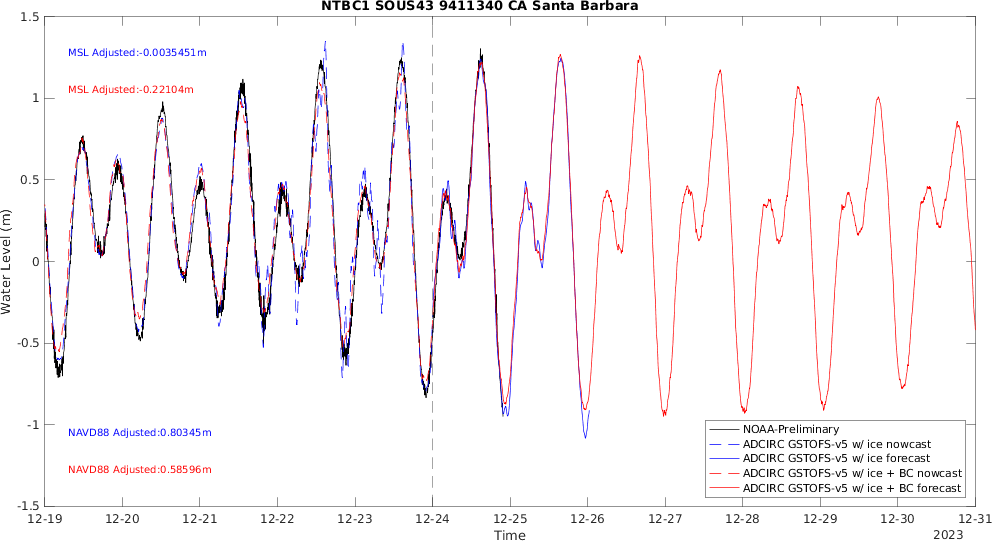 NTBC1 SOUS43 9411340 CA Santa Barbara
1.5
1
0.5
0
-0.5
-1
-1.5
Water Level (m)
MSL Adjusted:-0.0035451m
MSL Adjusted:-0.22104m
NAVD88 Adjusted:0.80345m
NAVD88 Adjusted:0.58596m
NOAA-Preliminary
ADCIRC GSTOFS-v5 w/ ice nowcast
ADCIRC GSTOFS-v5 w/ ice forecast
ADCIRC GSTOFS-v5 w/ ice + BC nowcast
ADCIRC GSTOFS-v5 w/ ice + BC forecast
12-19 12-20 12-21 12-22 12-23 12-24 12-25 12-26 12-27 12-28 12-29 12-30 12-31
Time
2023